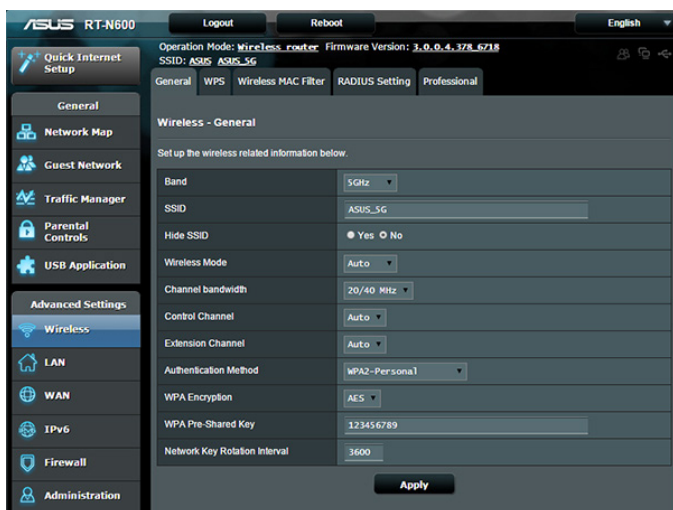 ASUS RT-N600 Logout Reboot English
Operation Mode: Wireless router Firmware Version: 3.0.0.4.378_6718
SSID: ASUS ASUS_5G
Quick Internet
Setup
General WPS Wireless MAC Filter RADIUS Setting Professional
General
Network Map
Guest Network
Traffic Manager
Parental
Controls
USB Application
Advanced Settings
Wireless
LAN
WAN
IPv6
Firewall
Administration
Wireless - General
Set up the wireless related information below.
Band 5GHz
SSID ASUS_5G
Hide SSID Yes No
Wireless Mode Auto
Channel bandwidth 20/40 MHz
Control Channel Auto
Extension Channel Auto
Authentication Method WPA2-Personal
WPA Encryption AES
WPA Pre-Shared Key 123456789
Network Key Rotation Interval 3600
Apply